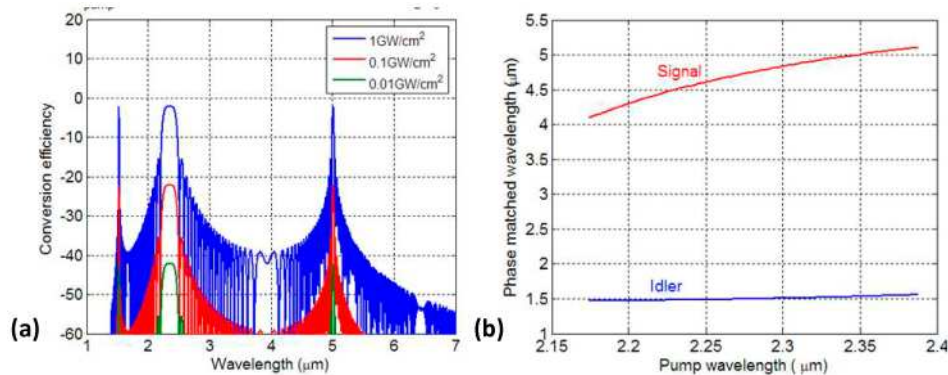 pump
20
10
0
-10
-20
-30
-40
-50
-60
Conversion efficiency
1GW/cm²
0.1GW/cm²
0.01GW/cm²
1 2 3 4 5 6 7
Wavelength (μm)
(a)
5.5
5
4.5
4
3.5
3
2.5
2
1.5
1
Phase matched wavelength (μm)
Signal
Idler
2.15 2.2 2.25 2.3 2.35 2.4
Pump wavelength ( μm)
(b)